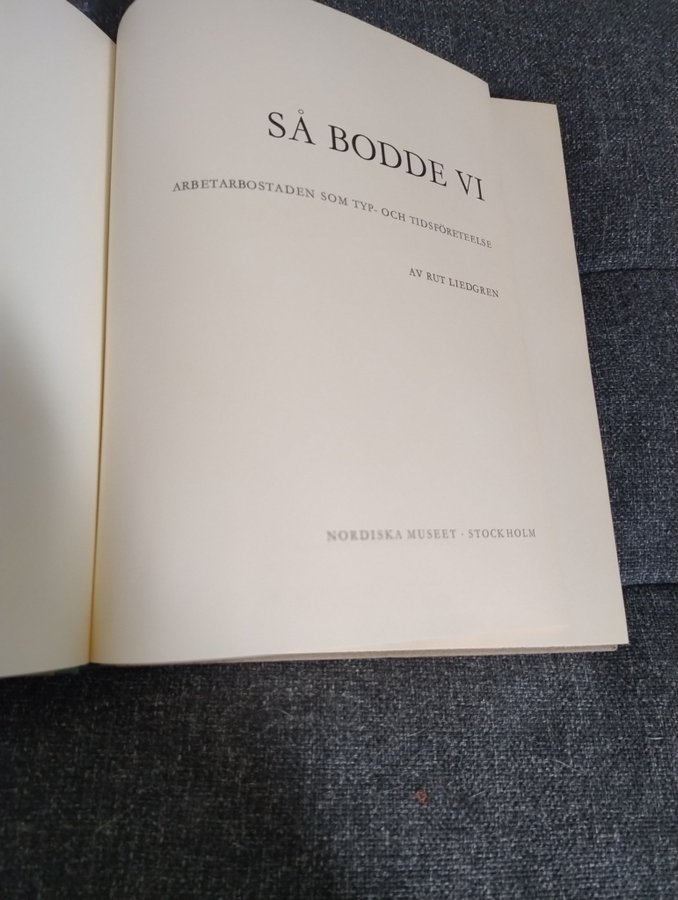 SÅ BODDE VI
ARBETARBOSTADEN SOM TYP- OCH TIDSFÖRETEELSE
AV RUT LIEDGREN
NORDISKA MUSEET · STOCKHOLM